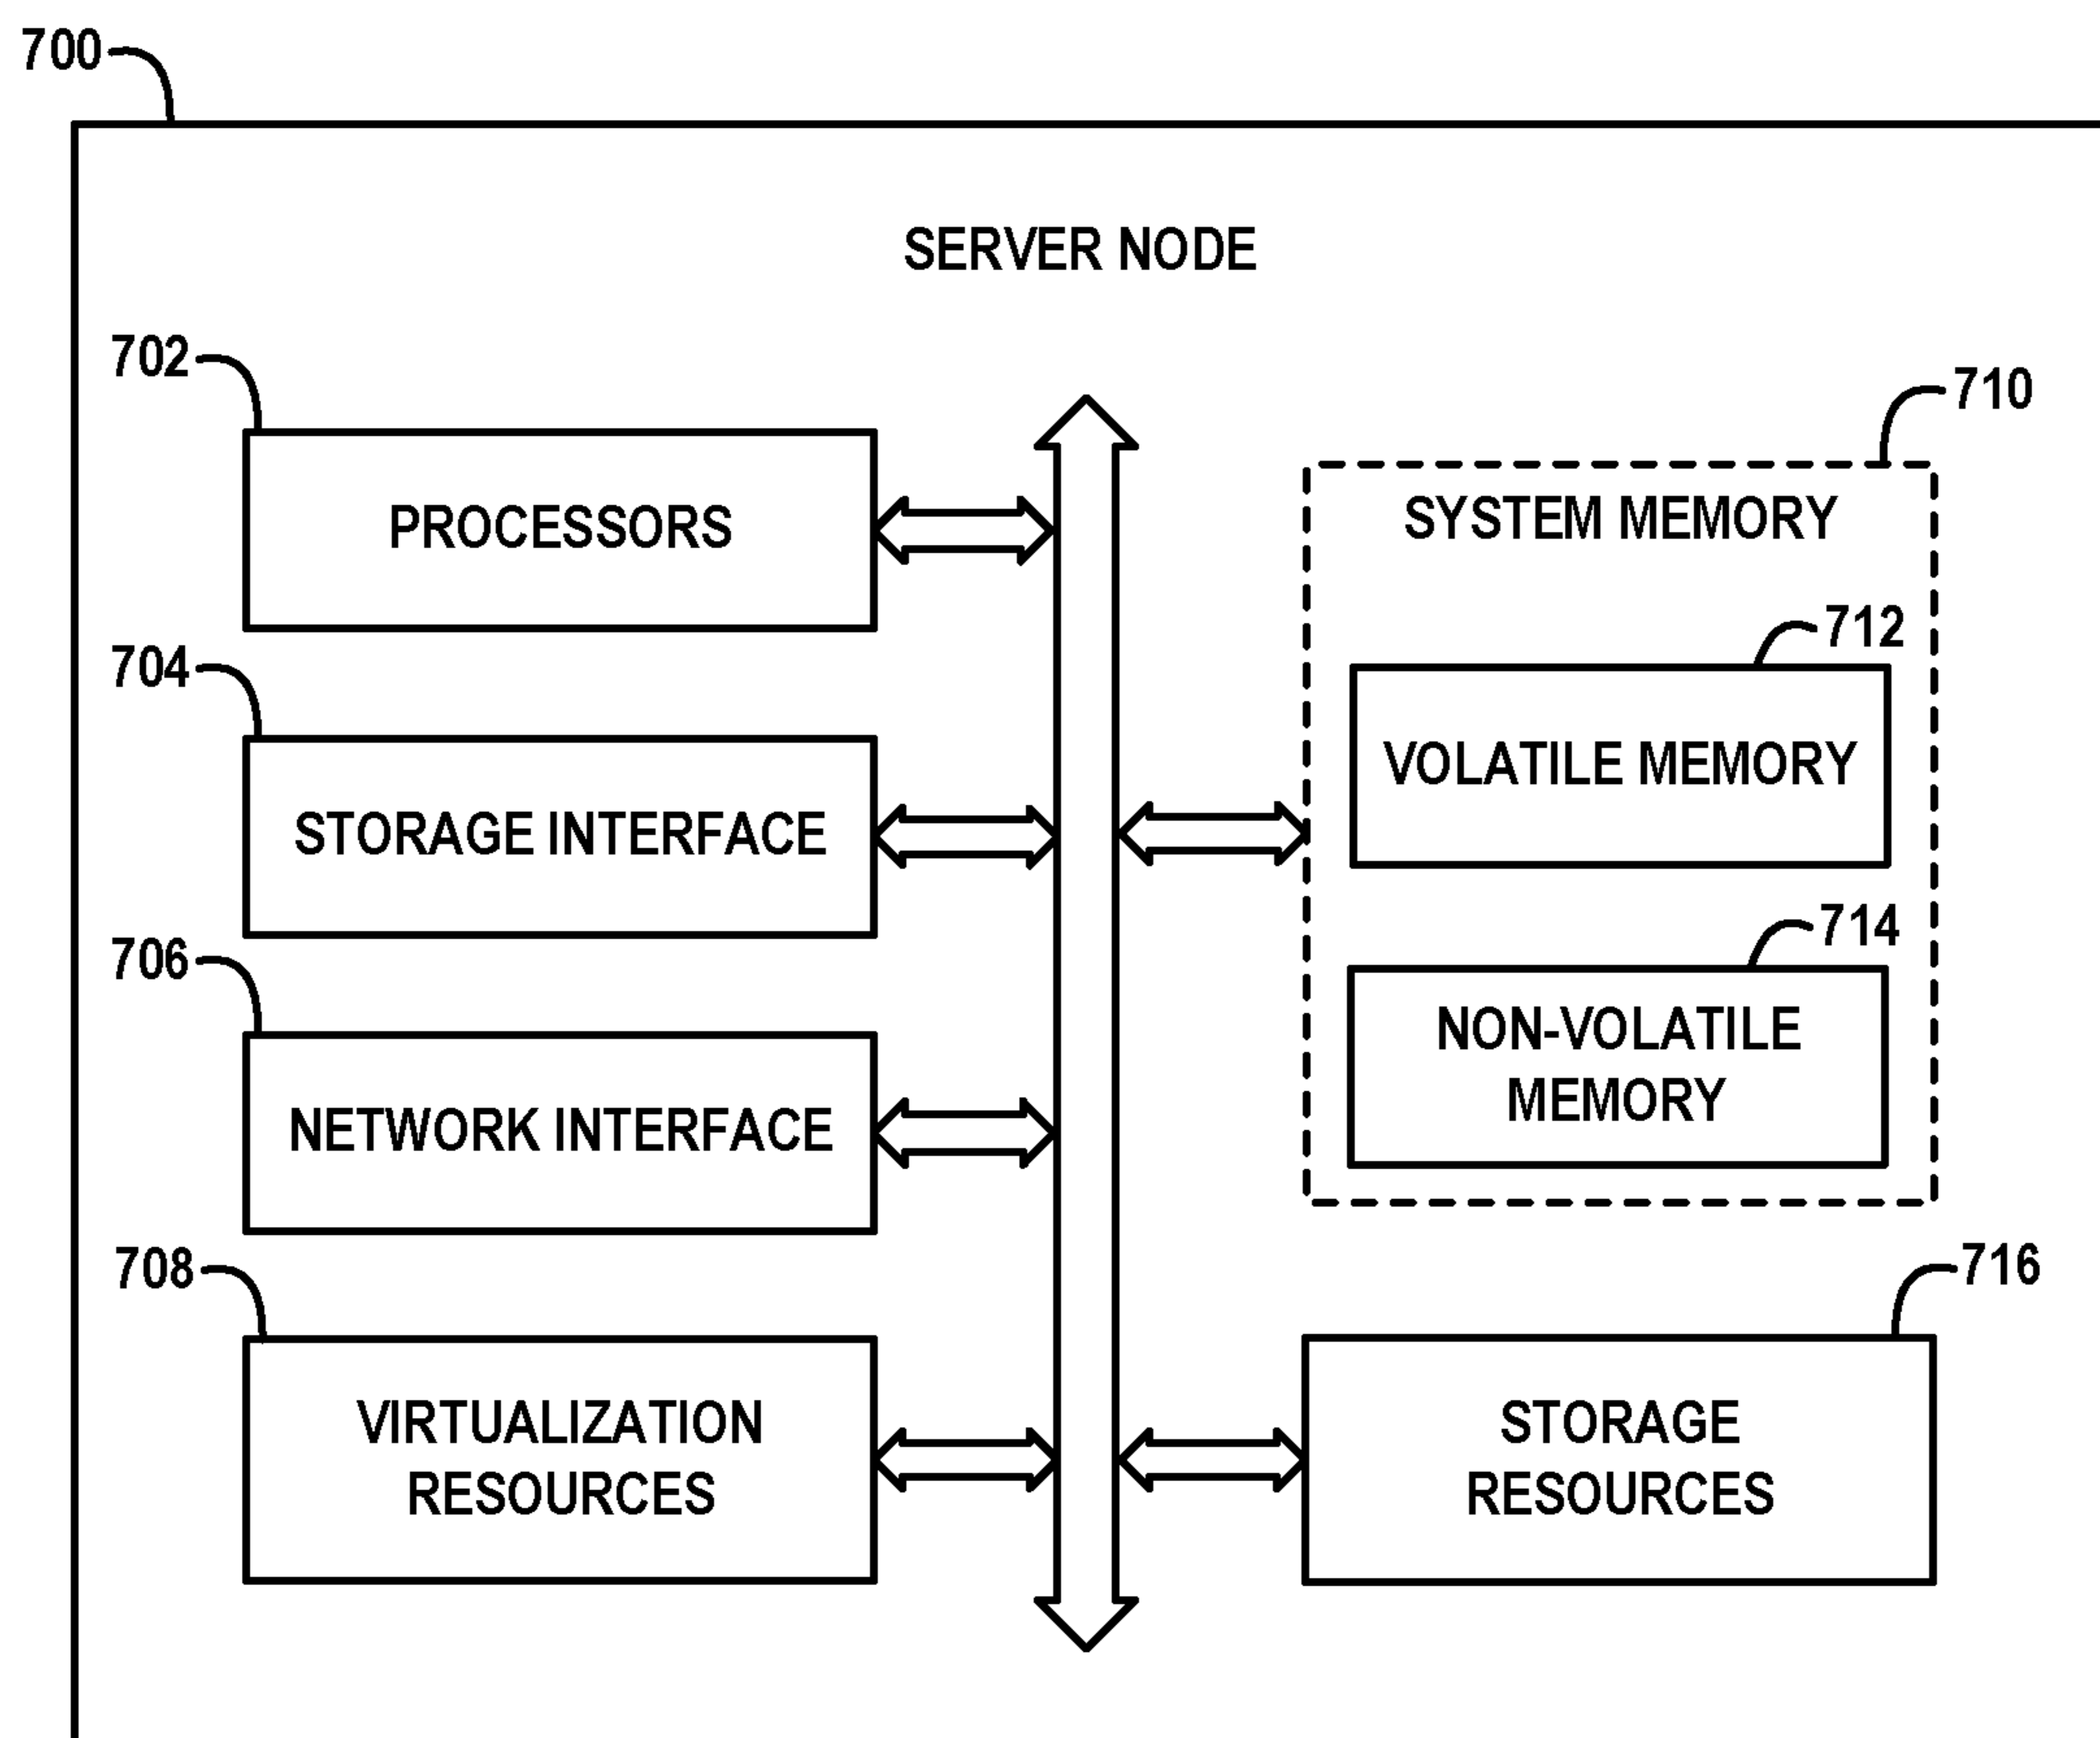 700
SERVER NODE
702
PROCESSORS
704
STORAGE INTERFACE
706
NETWORK INTERFACE
708
VIRTUALIZATION
RESOURCES
710
SYSTEM MEMORY
712
VOLATILE MEMORY
714
NON-VOLATILE
MEMORY
716
STORAGE
RESOURCES